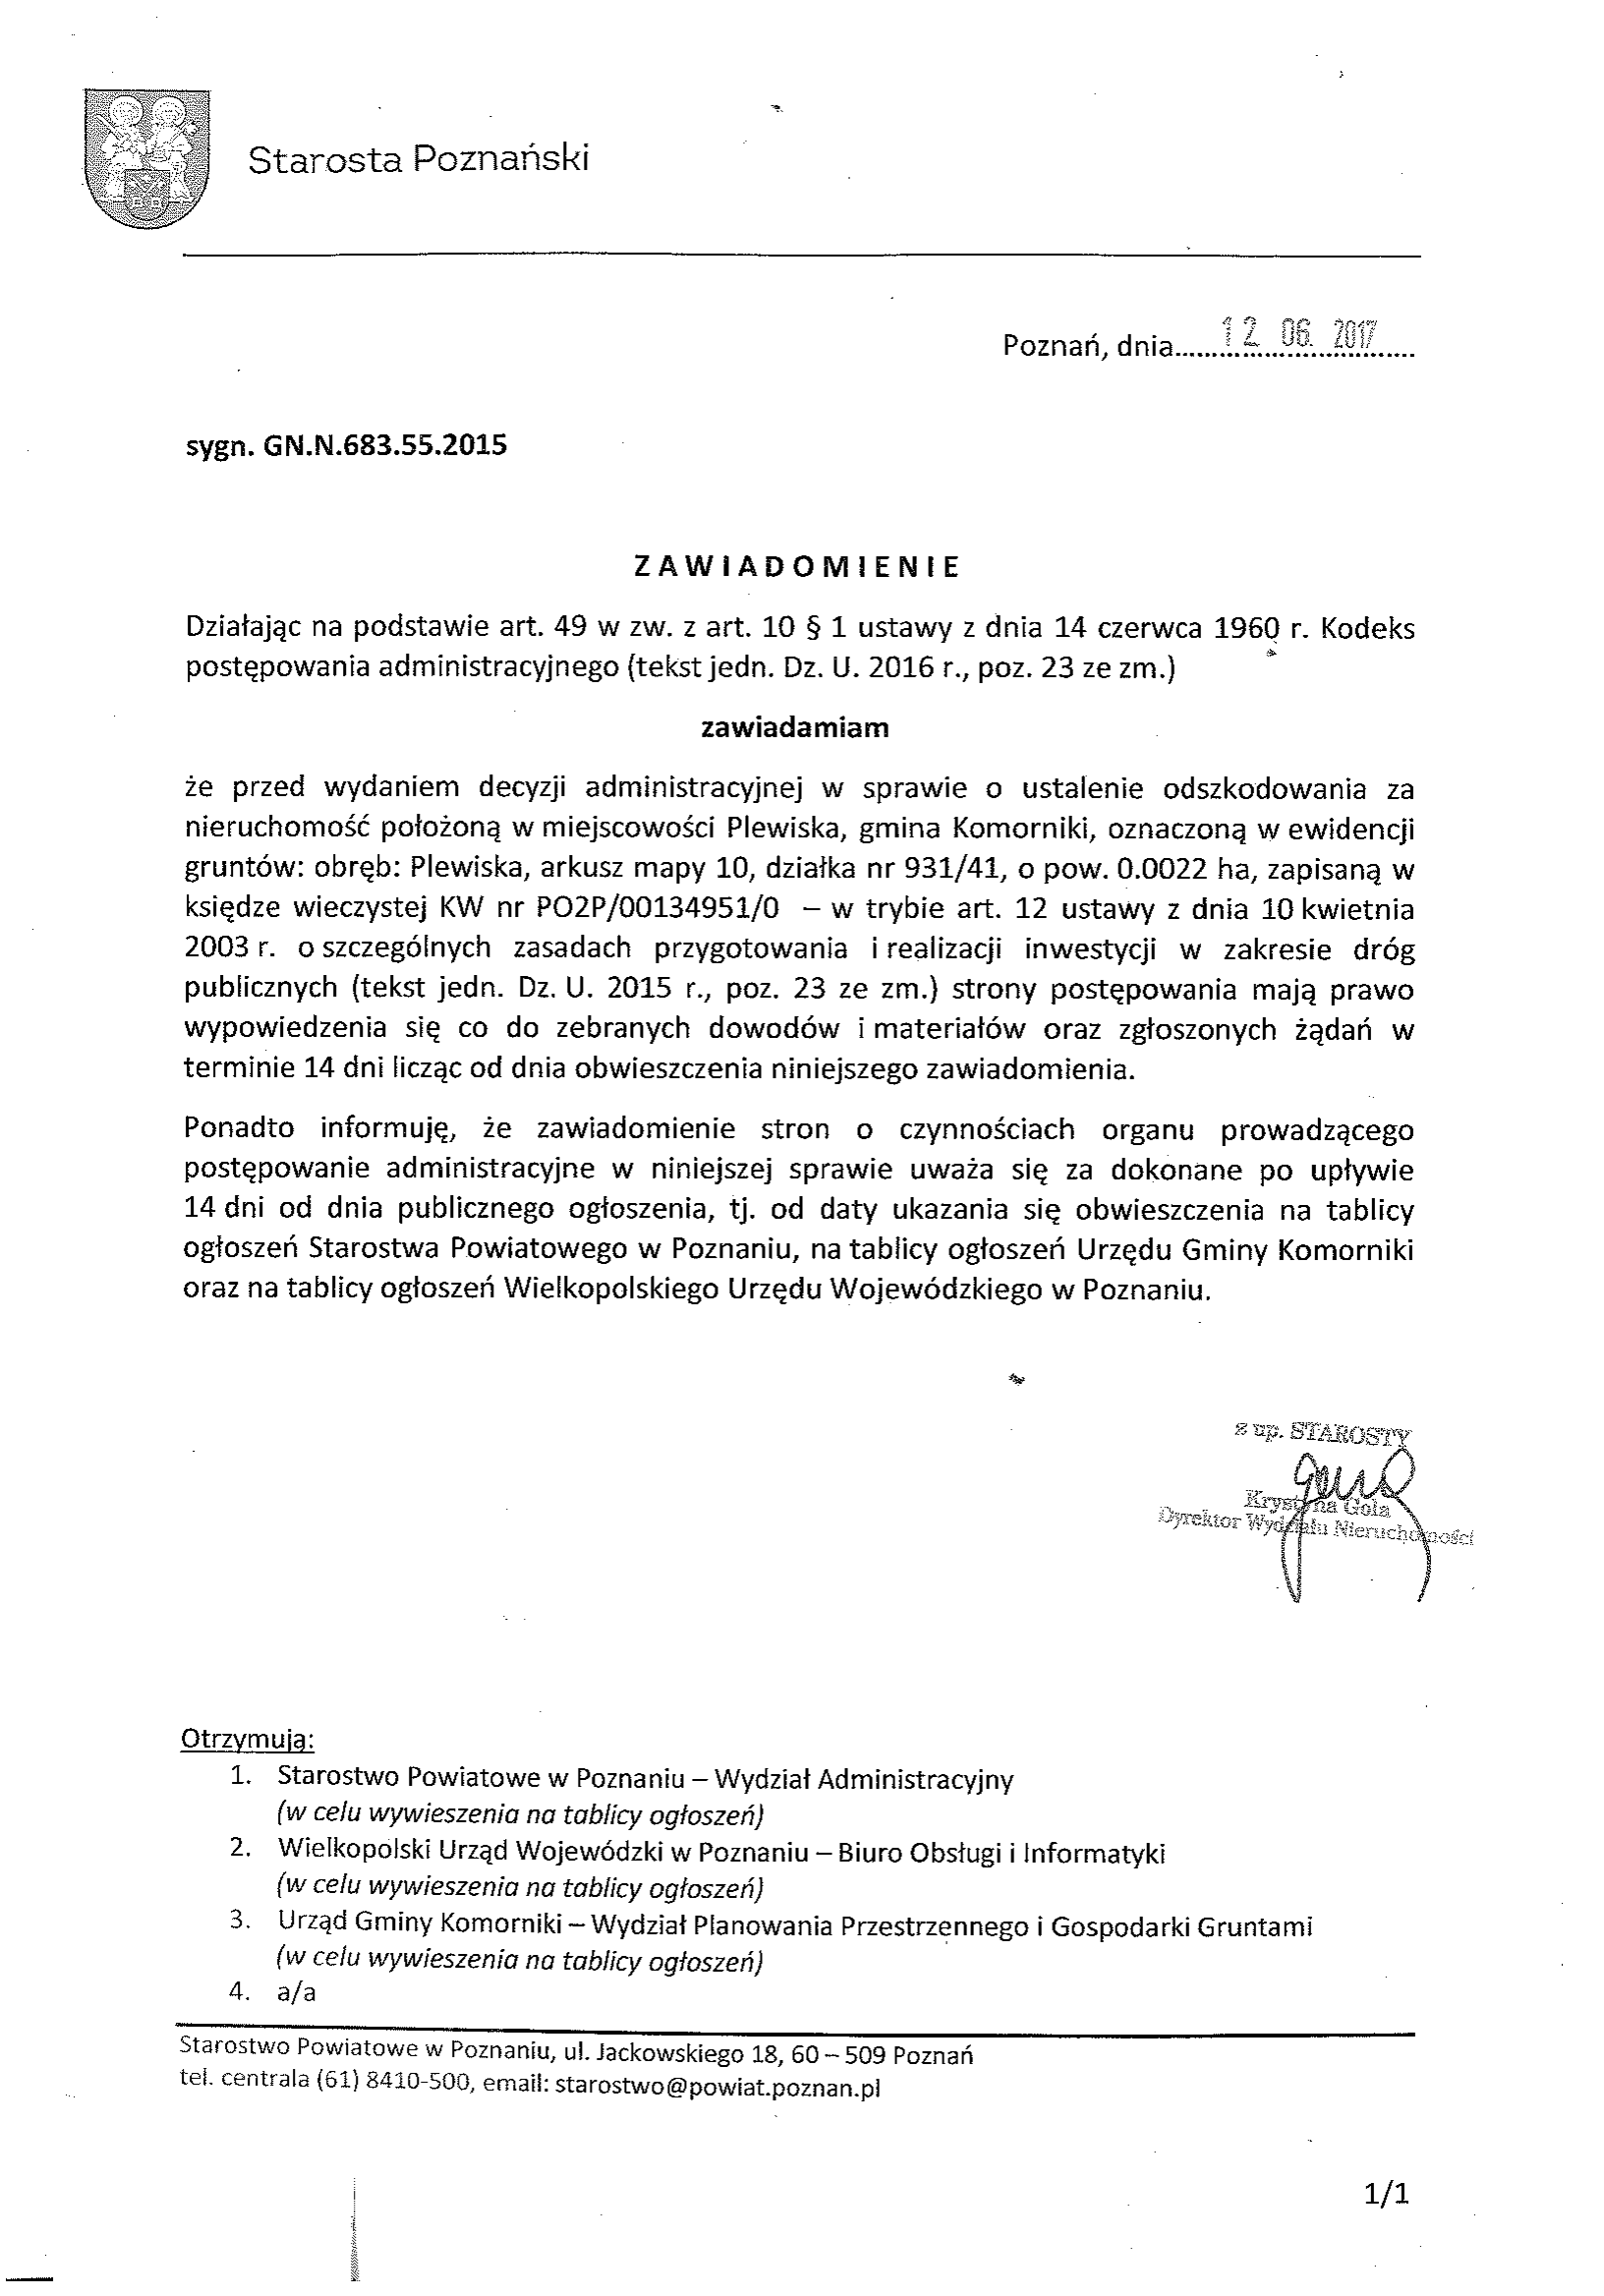 Starosta Poznański
Poznań, dnia 12 06. 2017
sygn. GN.N.683.55.2015
ZAWIADOMIENIE
Działając na podstawie art. 49 w zw. z art. 10 § 1 ustawy z dnia 14 czerwca 1960 r. Kodeks
postępowania administracyjnego (tekst jedn. Dz. U. 2016 r., poz. 23 ze zm.)
zawiadamiam
że przed wydaniem decyzji administracyjnej w sprawie o ustalenie odszkodowania za
nieruchomość położoną w miejscowości Plewiska, gmina Komorniki, oznaczoną w ewidencji
gruntów: obręb: Plewiska, arkusz mapy 10, działka nr 931/41, o pow. 0.0022 ha, zapisaną w
księdze wieczystej KW nr PO2P/00134951/0 – w trybie art. 12 ustawy z dnia 10 kwietnia
2003 r. o szczególnych zasadach przygotowania i realizacji inwestycji w zakresie dróg
publicznych (tekst jedn. Dz. U. 2015 r., poz. 23 ze zm.) strony postępowania mają prawo
wypowiedzenia się co do zebranych dowodów i materiałów oraz zgłoszonych żądań w
terminie 14 dni licząc od dnia obwieszczenia niniejszego zawiadomienia.
Ponadto informuję, że zawiadomienie stron o czynnościach organu prowadzącego
postępowanie administracyjne w niniejszej sprawie uważa się za dokonane po upływie
14 dni od dnia publicznego ogłoszenia, tj. od daty ukazania się obwieszczenia na tablicy
ogłoszeń Starostwa Powiatowego w Poznaniu, na tablicy ogłoszeń Urzędu Gminy Komorniki
oraz na tablicy ogłoszeń Wielkopolskiego Urzędu Wojewódzkiego w Poznaniu.
z up. STAROSTY
Krystyna Gola
Dyrektor Wydziału Nieruchomości
Otrzymują:
1. Starostwo Powiatowe w Poznaniu – Wydział Administracyjny
(w celu wywieszenia na tablicy ogłoszeń)
2. Wielkopolski Urząd Wojewódzki w Poznaniu – Biuro Obsługi i Informatyki
(w celu wywieszenia na tablicy ogłoszeń)
3. Urząd Gminy Komorniki – Wydział Planowania Przestrzennego i Gospodarki Gruntami
(w celu wywieszenia na tablicy ogłoszeń)
4. a/a
Starostwo Powiatowe w Poznaniu, ul. Jackowskiego 18, 60 – 509 Poznań
tel. centrala (61) 8410-500, email: starostwo@powiat.poznan.pl
1/1